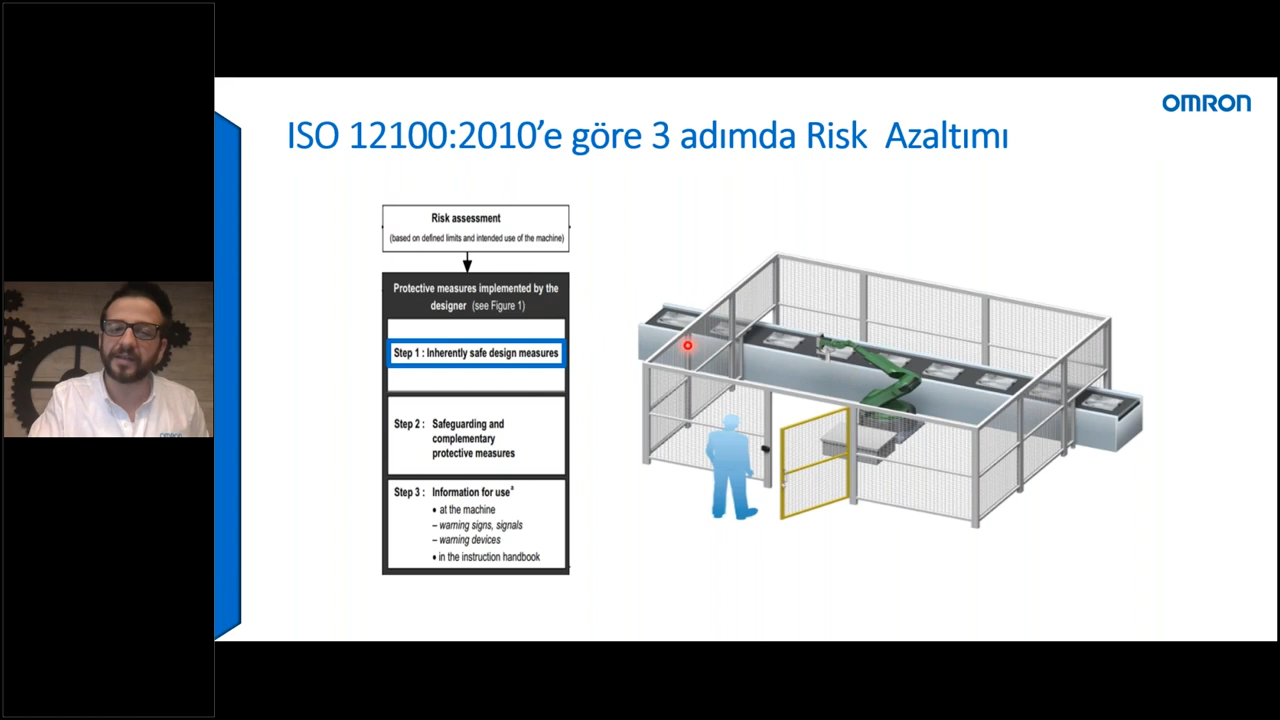 OMRON
ISO 12100:2010’e göre 3 adımda Risk Azaltımı
Risk assessment
(based on defined limits and intended use of the machine)
Protective measures implemented by the
designer (see Figure 1)
Step 1 : Inherently safe design measures
Step 2 : Safeguarding and
complementary
protective measures
Step 3 : Information for useª
• at the machine
– warning signs, signals
– warning devices
• in the instruction handbook
omron